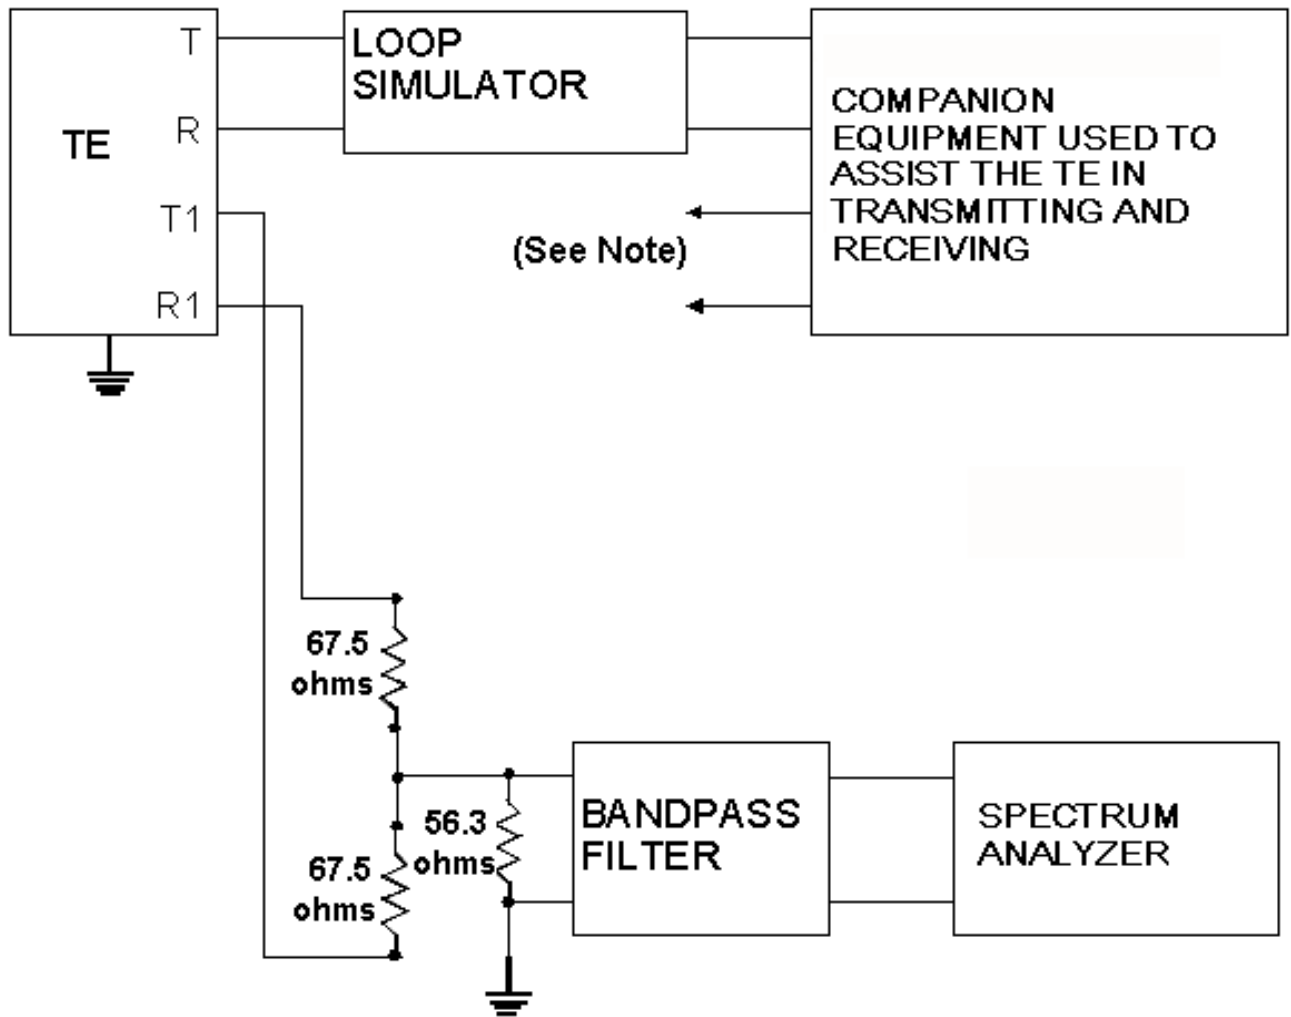 TE
T
R
T1
R1
LOOP
SIMULATOR
COMPANION
EQUIPMENT USED TO
ASSIST THE TE IN
TRANSMITTING AND
RECEIVING
(See Note)
67.5
ohms
67.5
ohms
56.3
ohms
BANDPASS
FILTER
SPECTRUM
ANALYZER